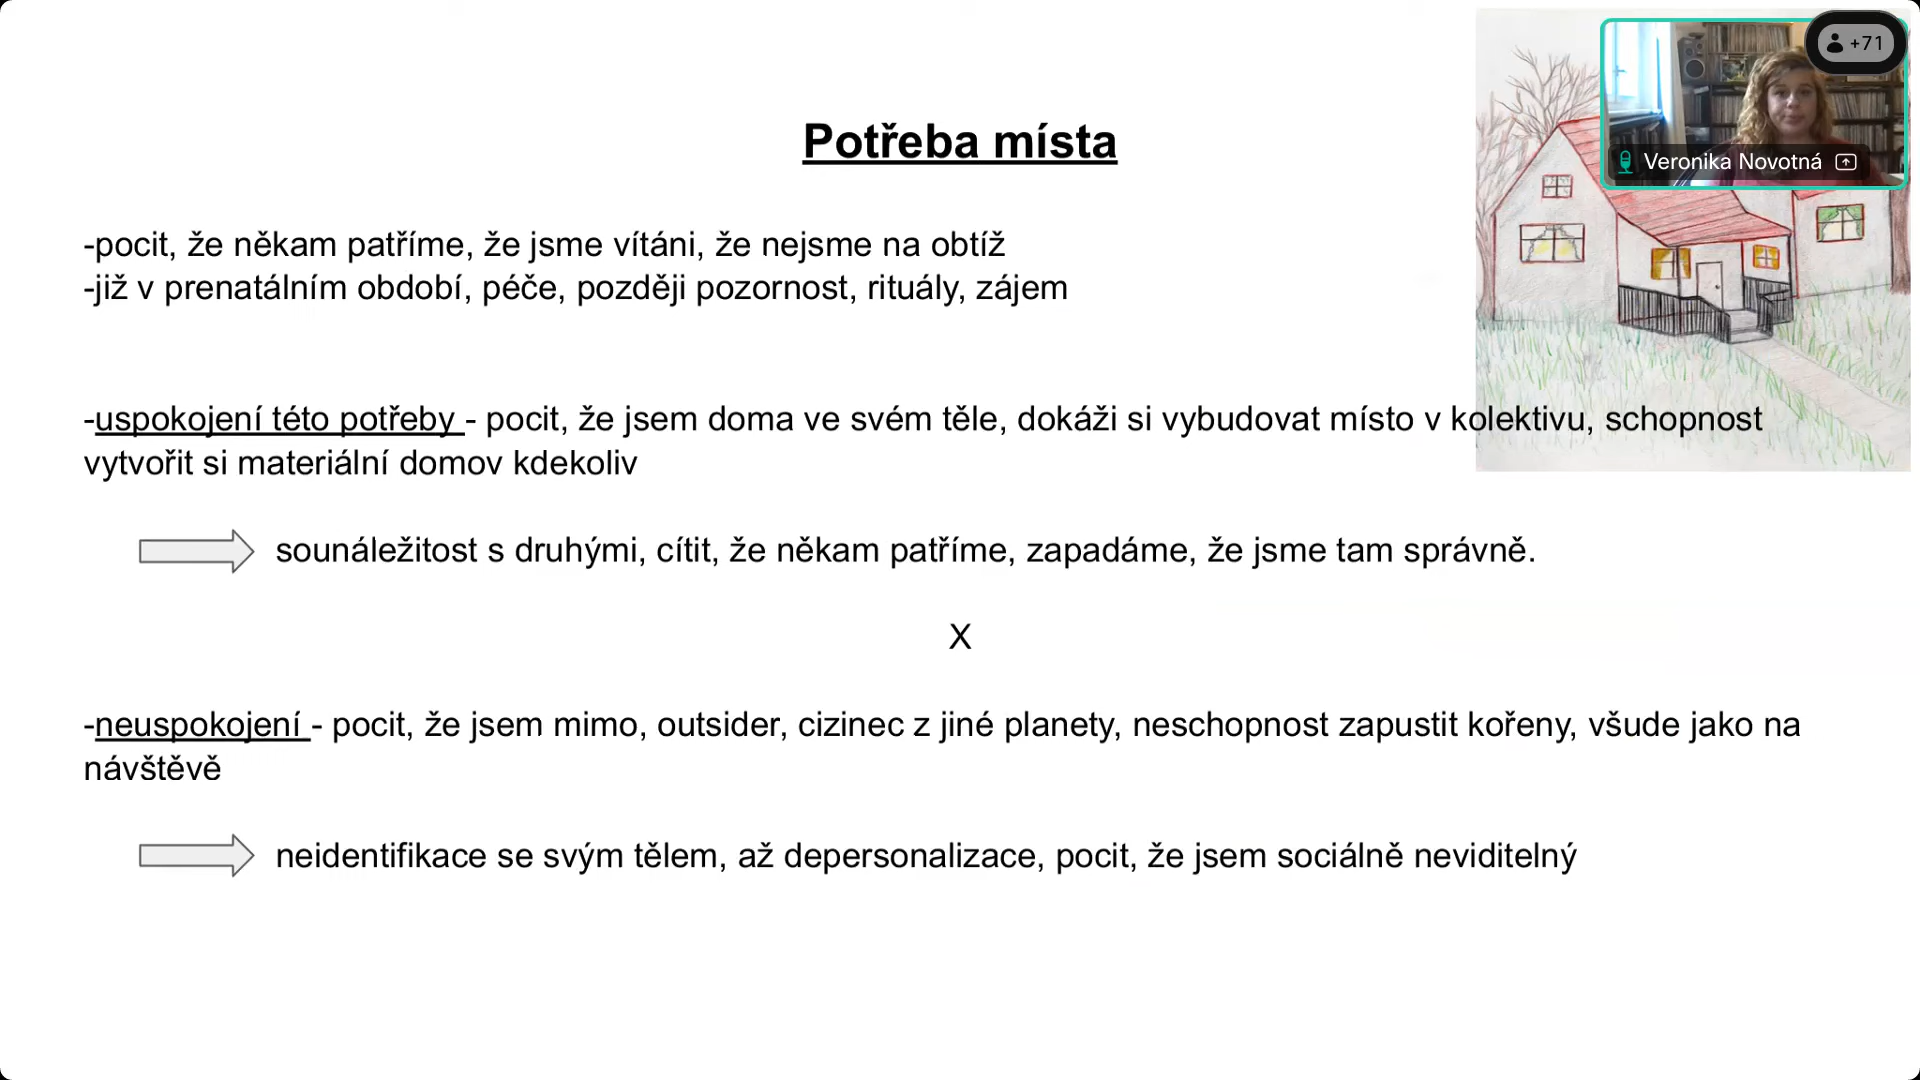 +71
Veronika Novotná
Potřeba místa
-pocit, že někam patříme, že jsme vítáni, že nejsme na obtíž
-již v prenatálním období, péče, později pozornost, rituály, zájem
-uspokojení této potřeby - pocit, že jsem doma ve svém těle, dokáži si vybudovat místo v kolektivu, schopnost
vytvořit si materiální domov kdekoliv
sounáležitost s druhými, cítit, že někam patříme, zapadáme, že jsme tam správně.
X
-neuspokojení - pocit, že jsem mimo, outsider, cizinec z jiné planety, neschopnost zapustit kořeny, všude jako na
návštěvě
neidentifikace se svým tělem, až depersonalizace, pocit, že jsem sociálně neviditelný